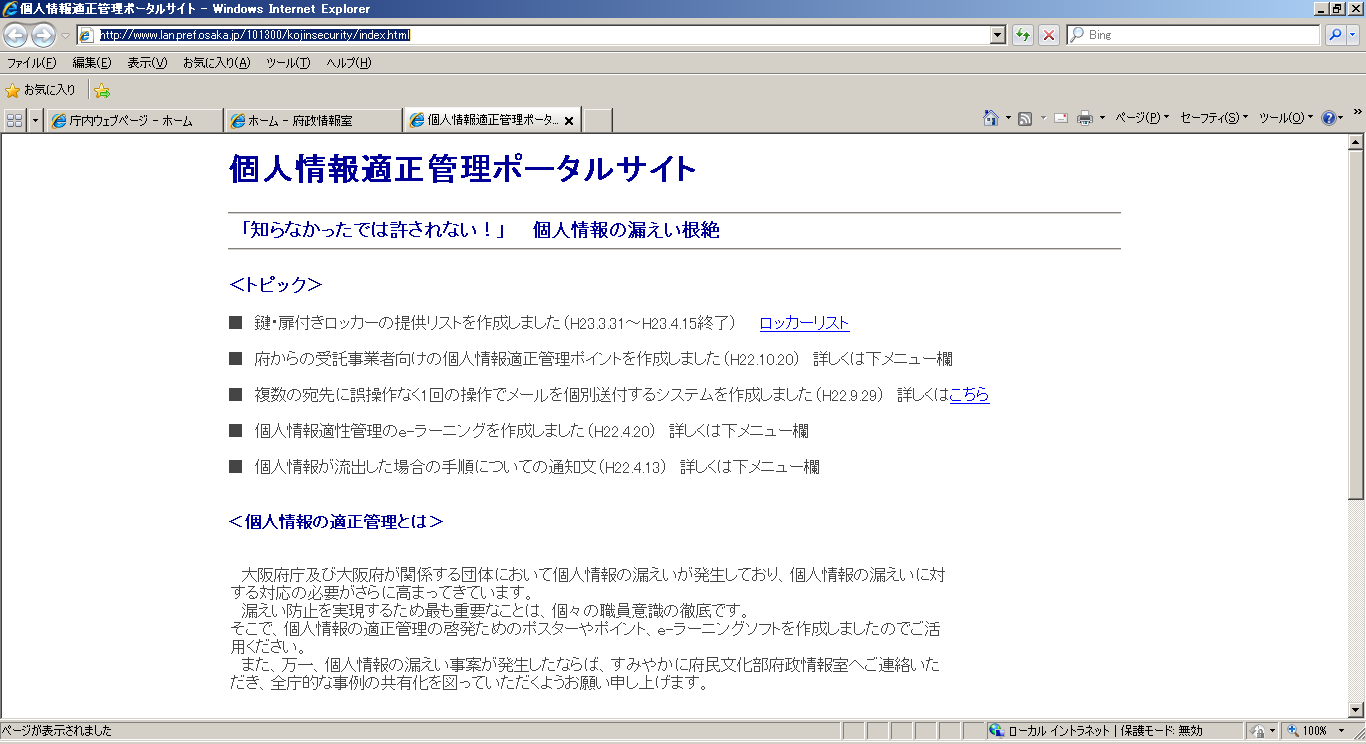 個人情報適正管理ポータルサイト - Windows Internet Explorer
http://www.lan.pref.osaka.jp/101300/kojinsecurity/index.html
Bing
ファイル(F) 編集(E) 表示(V) お気に入り(A) ツール(T) ヘルプ(H)
お気に入り
庁内ウェブページ - ホーム ホーム - 府政情報室 個人情報適正管理ポータ... ページ(P) セーフティ(S) ツール(O)
個人情報適正管理ポータルサイト
「知らなかったでは許されない！」 個人情報の漏えい根絶
＜トピック＞
■ 鍵・扉付きロッカーの提供リストを作成しました（H23.3.31～H23.4.15終了） ロッカーリスト
■ 府からの受託事業者向けの個人情報適正管理ポイントを作成しました（H22.10.20） 詳しくは下メニュー欄
■ 複数の宛先に誤操作なく1回の操作でメールを個別送付するシステムを作成しました（H22.9.29） 詳しくはこちら
■ 個人情報適性管理のe-ラーニングを作成しました（H22.4.20） 詳しくは下メニュー欄
■ 個人情報が流出した場合の手順についての通知文（H22.4.13） 詳しくは下メニュー欄
＜個人情報の適正管理とは＞
大阪府庁及び大阪府が関係する団体において個人情報の漏えいが発生しており、個人情報の漏えいに対
する対応の必要がさらに高まってきています。
漏えい防止を実現するため最も重要なことは、個々の職員意識の徹底です。
そこで、個人情報の適正管理の啓発ためのポスターやポイント、e-ラーニングソフトを作成しましたのでご活
用ください。
また、万一、個人情報の漏えい事案が発生したならば、すみやかに府民文化部府政情報室へご連絡いた
だき、全庁的な事例の共有化を図っていただくようお願い申し上げます。
ページが表示されました ローカル イントラネット | 保護モード: 無効 100%